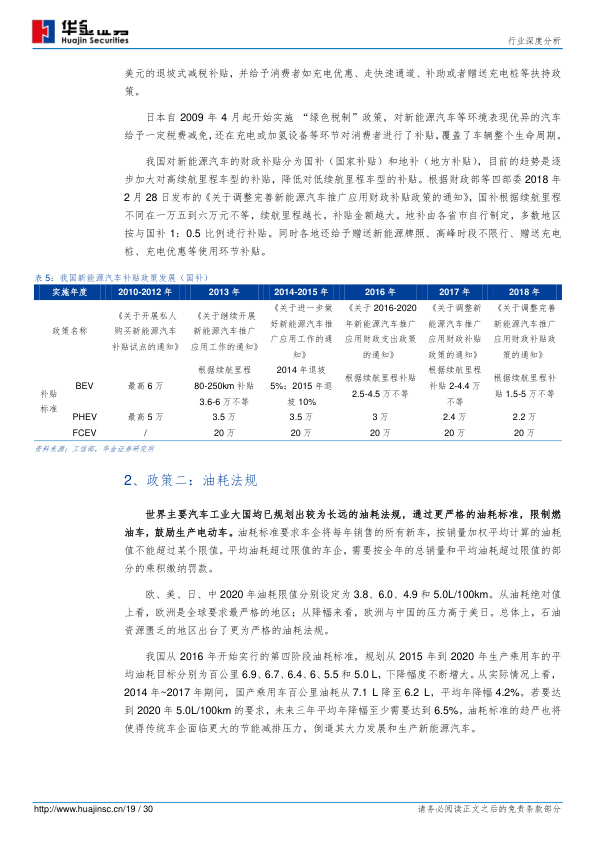 华金证券
Huajin Securities
行业深度分析
美元的退坡式减税补贴，并给予消费者如充电优惠、走快速通道、补助或者赠送充电桩等扶持政
策。
日本自 2009 年 4 月起开始实施 “绿色税制”政策，对新能源汽车等环境表现优异的汽车
给予一定税费减免，还在充电或加氢设备等环节对消费者进行了补贴，覆盖了车辆整个生命周期。
我国对新能源汽车的财政补贴分为国补（国家补贴）和地补（地方补贴），目前的趋势是逐
步加大对高续航里程车型的补贴，降低对低续航里程车型的补贴。根据财政部等四部委 2018 年
2 月 28 日发布的《关于调整完善新能源汽车推广应用财政补贴政策的通知》，国补根据续航里程
不同在一万五到六万元不等，续航里程越长，补贴金额越大。地补由各省市自行制定，多数地区
按与国补 1：0.5 比例进行补贴。同时各地还给予赠送新能源牌照、高峰时段不限行、赠送充电
桩、充电优惠等使用环节补贴。
表 5：我国新能源汽车补贴政策发展（国补）
实施年度 2010-2012 年 2013 年 2014-2015 年 2016 年 2017 年 2018 年
《关于开展私人 《关于继续开展 《关于进一步做 《关于 2016-2020 《关于调整新 《关于调整完善
政策名称 购买新能源汽车 新能源汽车推广 好新能源汽车推 年新能源汽车推 能源汽车推广 新能源汽车推广
补贴试点的通知》 应用工作的通知》 广应用工作的通 广应用财政支出政策 应用财政补贴 应用财政补贴政
知》 的通知》 政策的通知》 策的通知》
补贴标准 BEV 最高 6 万 根据续航里程 2014 年退坡 根据续航里程补贴 根据续航里程 根据续航里程补
80-250km 补贴 5%；2015 年退 2.5-4.5 万不等 补贴 2-4.4 万 贴 1.5-5 万不等
3.6-6 万不等 坡 10% 不等
PHEV 最高 5 万 3.5 万 3.5 万 3 万 2.4 万 2.2 万
FCEV / 20 万 20 万 20 万 20 万 20 万
资料来源：工信部，华金证券研究所
2、政策二：油耗法规
世界主要汽车工业大国均已规划出较为长远的油耗法规，通过更严格的油耗标准，限制燃
油车，鼓励生产电动车。油耗标准要求车企将每年销售的所有新车，按销量加权平均计算的油耗
值不能超过某个限值。平均油耗超过限值的车企，需要按全年的总销量和平均油耗超过限值的部
分的乘积缴纳罚款。
欧、美、日、中 2020 年油耗限值分别设定为 3.8、6.0、4.9 和 5.0L/100km。从油耗绝对值
上看，欧洲是全球要求最严格的地区；从降幅来看，欧洲与中国的压力高于美日。总体上，石油
资源匮乏的地区出台了更为严格的油耗法规。
我国从 2016 年开始实行的第四阶段油耗标准，规划从 2015 年到 2020 年生产乘用车的平
均油耗目标分别为百公里 6.9、6.7、6.4、6、5.5 和 5.0 L，下降幅度不断增大。从实际情况上看，
2014 年~2017 年期间，国产乘用车百公里油耗从 7.1 L 降至 6.2 L，平均年降幅 4.2%。若要达
到 2020 年 5.0L/100km 的要求，未来三年平均年降幅至少需要达到 6.5%。油耗标准的趋严也将
使得传统车企面临更大的节能减排压力，倒逼其大力发展和生产新能源汽车。
http://www.huajinsc.cn/19 / 30
请务必阅读正文之后的免责条款部分